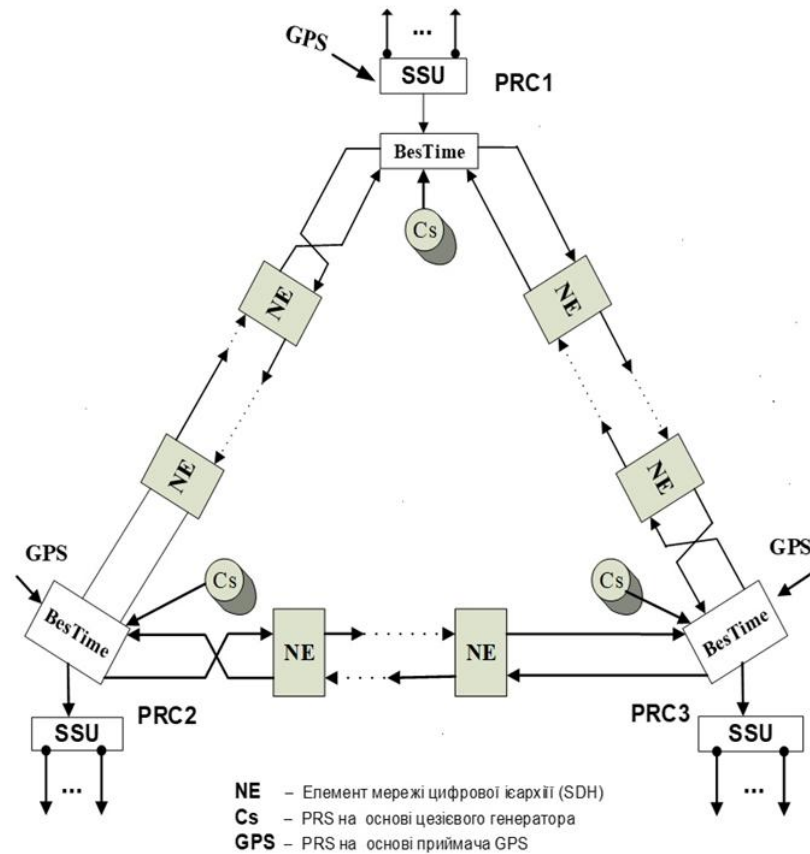 ...
GPS
SSU
PRC1
BesTime
Cs
NE
NE
NE
NE
GPS
Cs
Cs
GPS
BesTime
NE
...
...
NE
BesTime
PRC2
PRC3
SSU
SSU
...
...
NE – Елемент мережі цифрової ієархіїї (SDH)
Cs – PRS на основі цезієвого генератора
GPS – PRS на основі приймача GPS